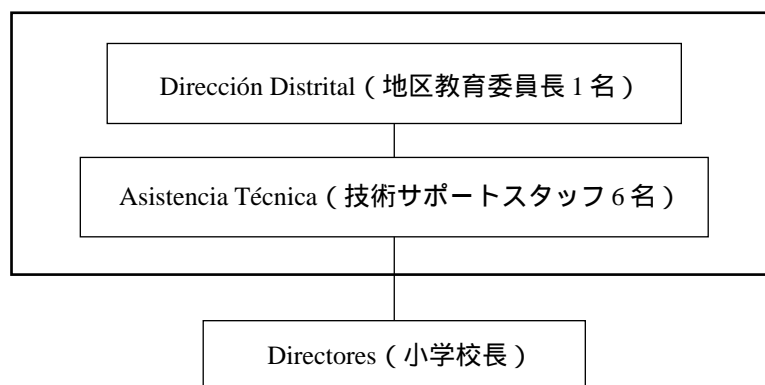 Dirección Distrital（地区教育委員長 1 名）
Asistencia Técnica（技術サポートスタッフ 6 名）
Directores（小学校長）